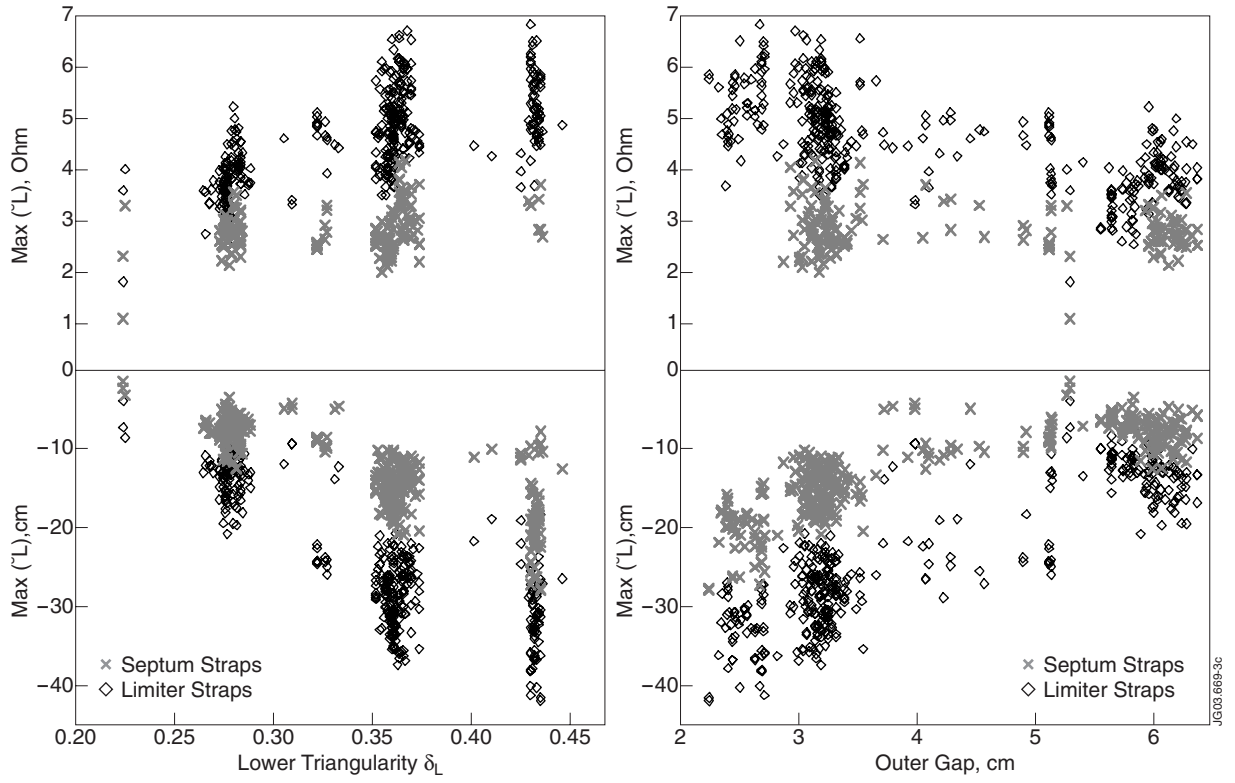 7
6
5
4
3
2
1
0
−10
−20
−30
−40
Max (˜L), Ohm
Max (˜L),cm
Septum Straps
Limiter Straps
0.20 0.25 0.30 0.35 0.40 0.45
Lower Triangularity δL
7
6
5
4
3
2
1
0
−10
−20
−30
−40
Max (˜L), Ohm
Max (˜L),cm
Septum Straps
Limiter Straps
2 3 4 5 6
Outer Gap, cm
JG03.669-3c